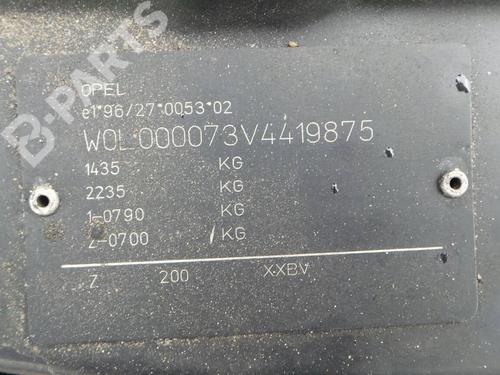 B-PARTS
OPEL
e1*96/27*0053*02
W0L000073V4419875
1435 KG
2235 KG
1-0790 KG
2-0700 / KG
Z 200 XXBV